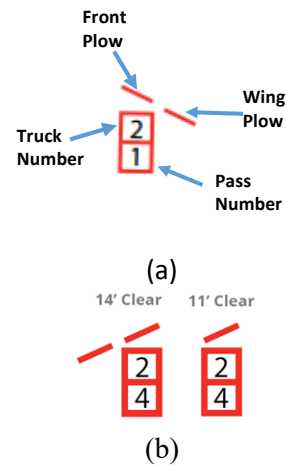 Front
Plow
Wing
Plow
Truck
Number
2
1
Pass
Number
(a)
14' Clear 11' Clear
2 2
4 4
(b)